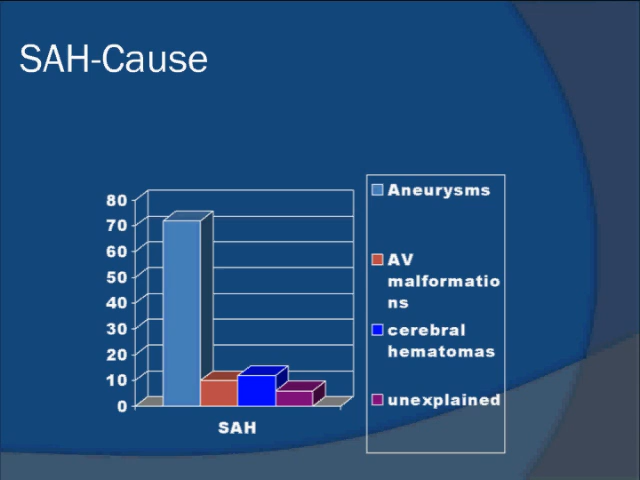 SAH-Cause
80
70
60
50
40
30
20
10
0
SAH
Aneurysms
AV
malformatio
ns
cerebral
hematomas
unexplained